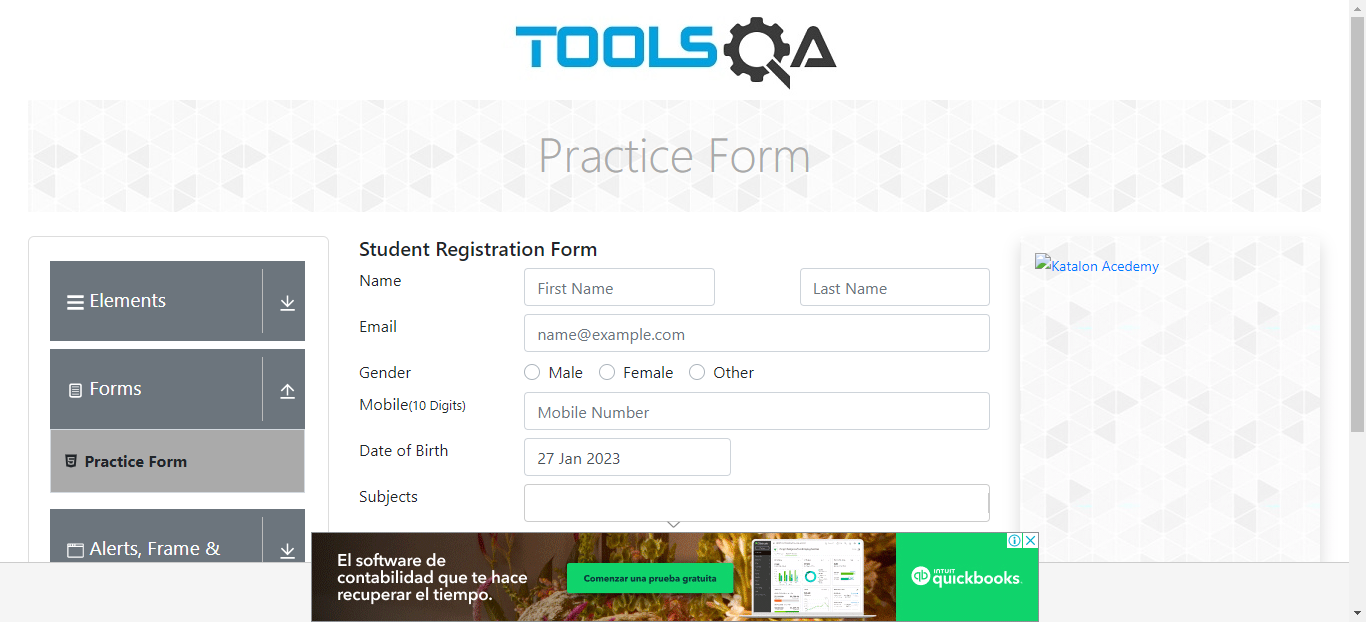 TOOLSQA
Practice Form
Elements
Forms
Practice Form
Alerts, Frame &
Student Registration Form
Name
First Name
Last Name
Email
name@example.com
Gender
Male
Female
Other
Mobile(10 Digits)
Mobile Number
Date of Birth
27 Jan 2023
Subjects
Katalon Acedemy
El software de
contabilidad que te hace
recuperar el tiempo.
Comenzar una prueba gratuita
INTUIT
quickbooks.